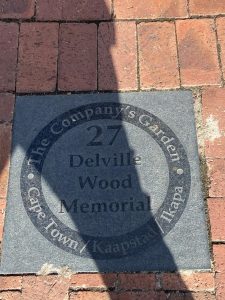 The Company's Garden
27
Delville
Wood
Memorial
Cape Town / Kaapstad / Ikapa